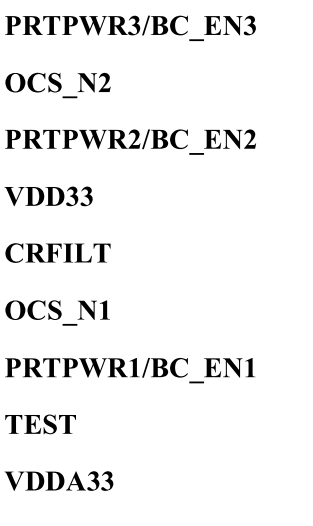 PRTPWR3/BC_EN3
OCS_N2
PRTPWR2/BC_EN2
VDD33
CRFILT
OCS_N1
PRTPWR1/BC_EN1
TEST
VDDA33